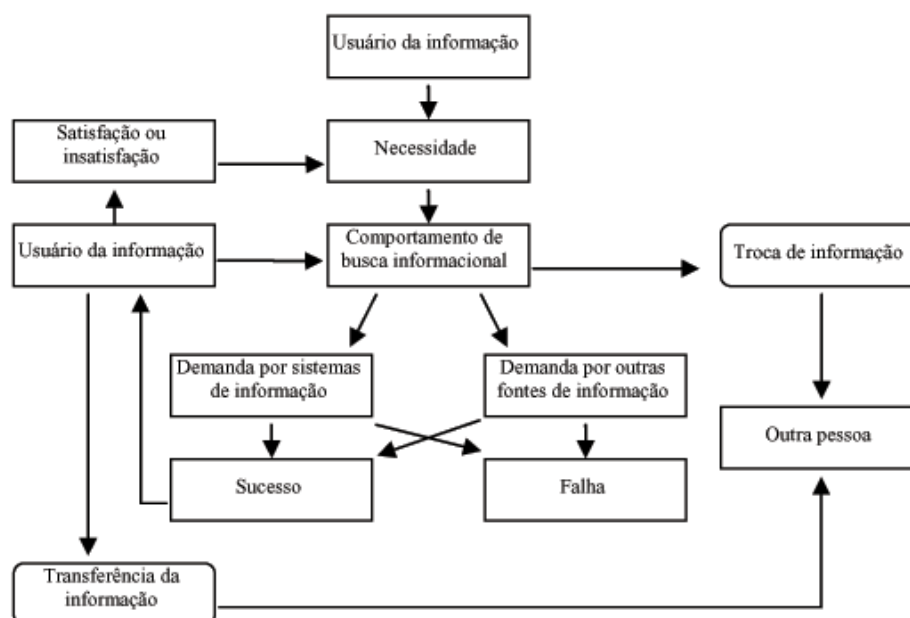 Usuário da informação
Satisfação ou
insatisfação
Necessidade
Usuário da informação
Comportamento de
busca informacional
Troca de informação
Demanda por sistemas
de informação
Demanda por outras
fontes de informação
Outra pessoa
Sucesso
Falha
Transferência da
informação